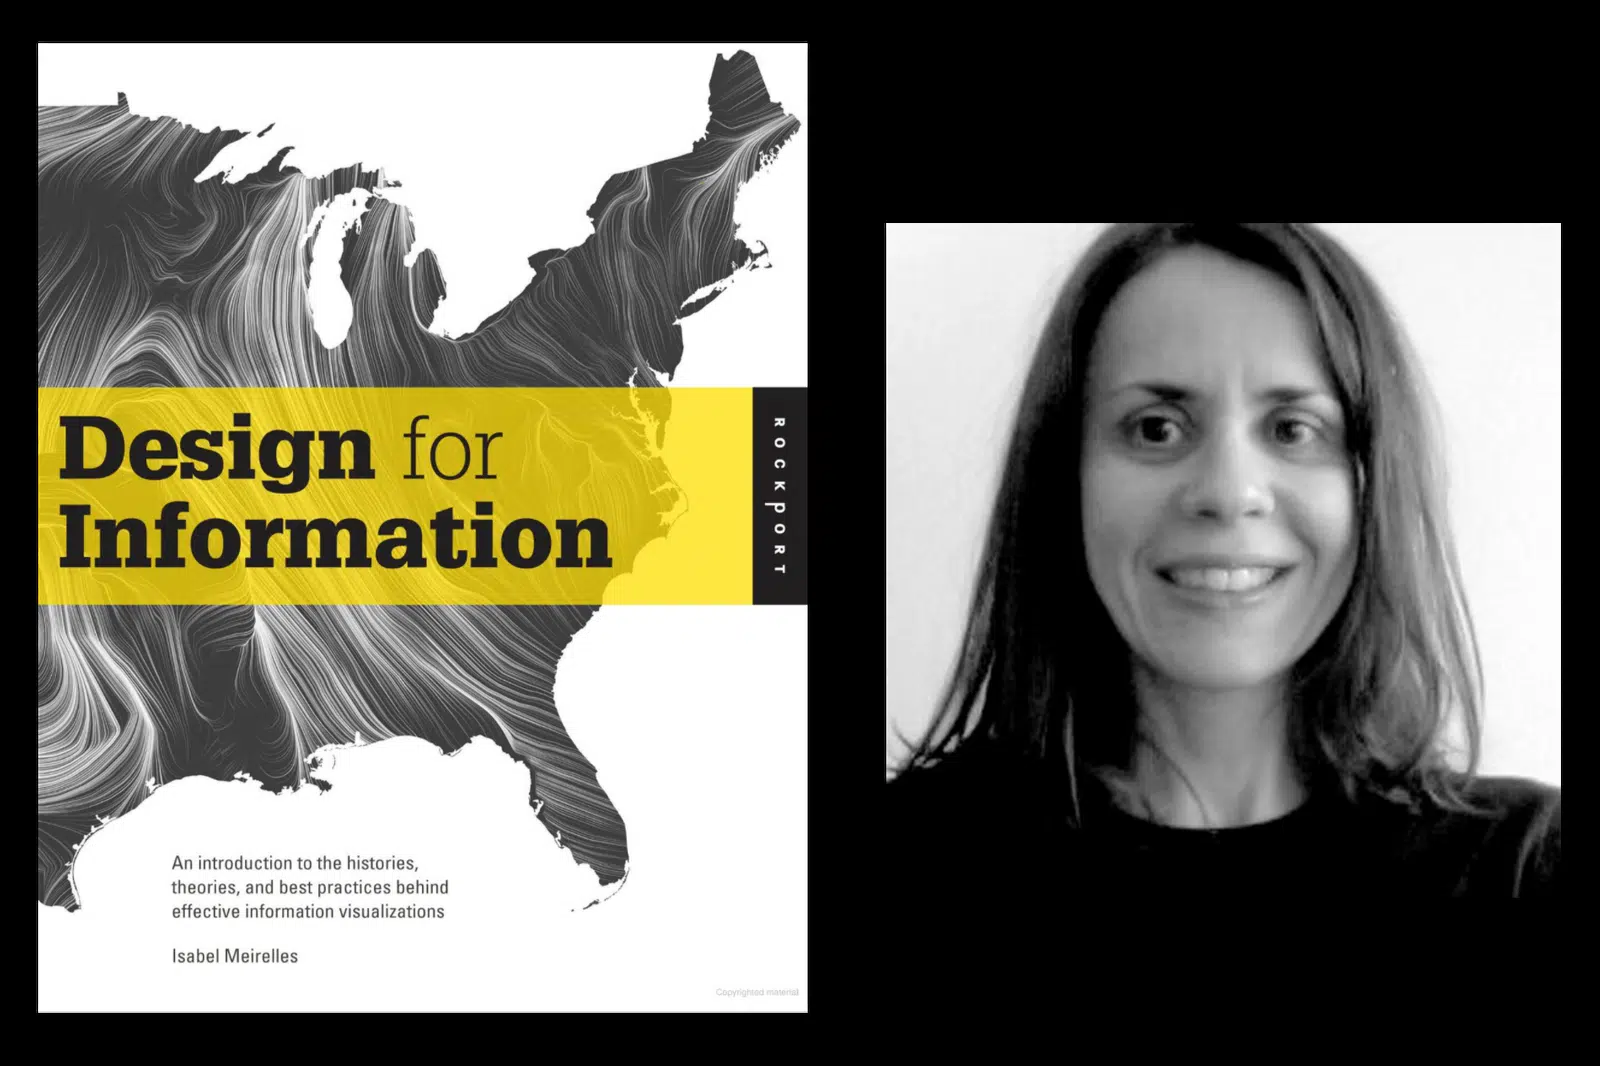 Design for
Information
ROCKPORT
An introduction to the histories,
theories, and best practices behind
effective information visualizations
Isabel Meirelles
Copyrighted material